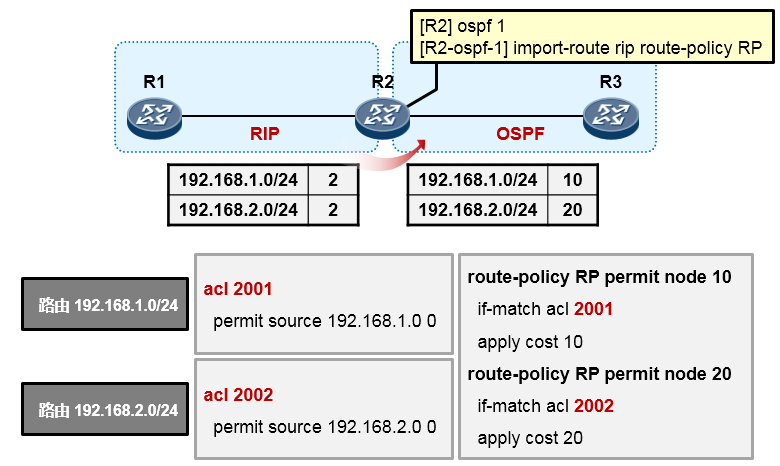 [R2] ospf 1
[R2-ospf-1] import-route rip route-policy RP
R1
R2
R3
RIP
OSPF
192.168.1.0/24 2
192.168.2.0/24 2
192.168.1.0/24 10
192.168.2.0/24 20
路由 192.168.1.0/24
acl 2001
permit source 192.168.1.0 0
路由 192.168.2.0/24
acl 2002
permit source 192.168.2.0 0
route-policy RP permit node 10
if-match acl 2001
apply cost 10
route-policy RP permit node 20
if-match acl 2002
apply cost 20